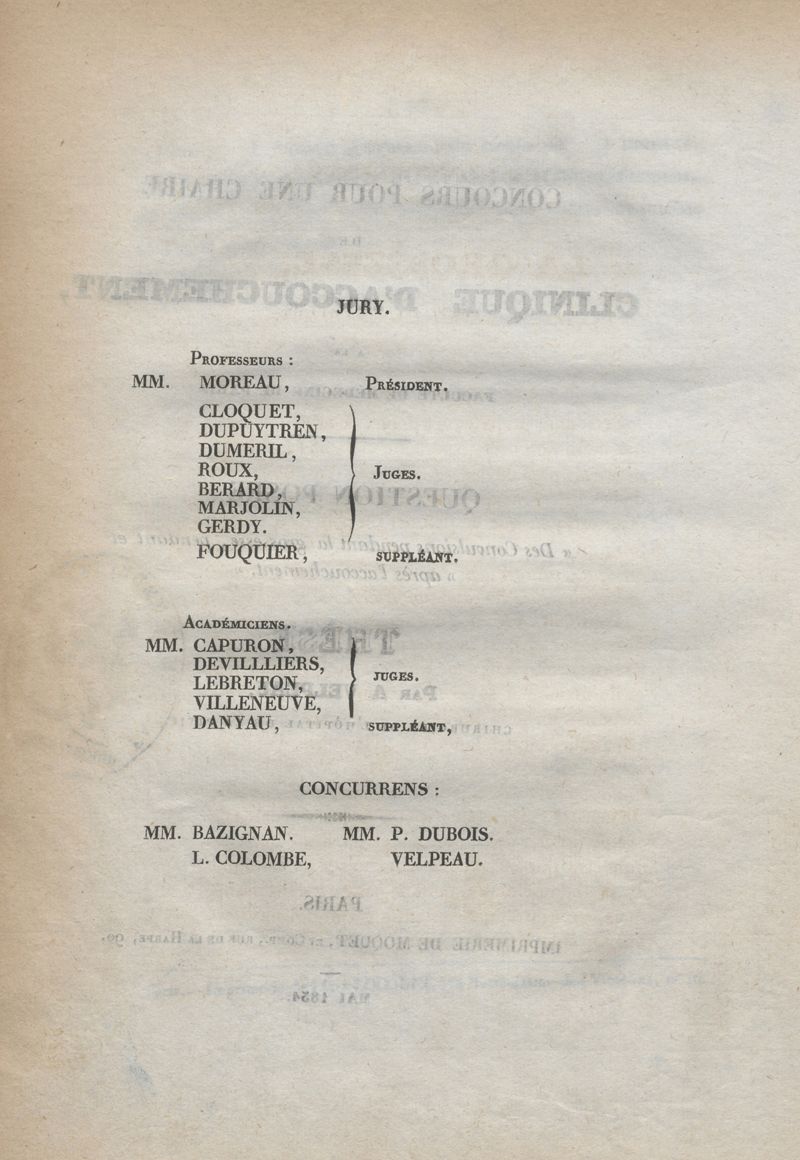 JURY.
PROFESSEURS :
MM. MOREAU, PRÉSIDENT.
CLOQUET,
DUPUYTREN,
DUMERIL,
ROUX, JUGES.
BERARD,
MARJOLIN,
GERDY.
FOUQUIER, SUPPLÉANT.
ACADÉMICIENS.
MM. CAPURON,
DEVILLLIERS,
LEBRETON, JUGES.
VILLENEUVE,
DANYAU, SUPPLÉANT,
CONCURRENS :
MM. BAZIGNAN. MM. P. DUBOIS.
L. COLOMBE, VELPEAU.